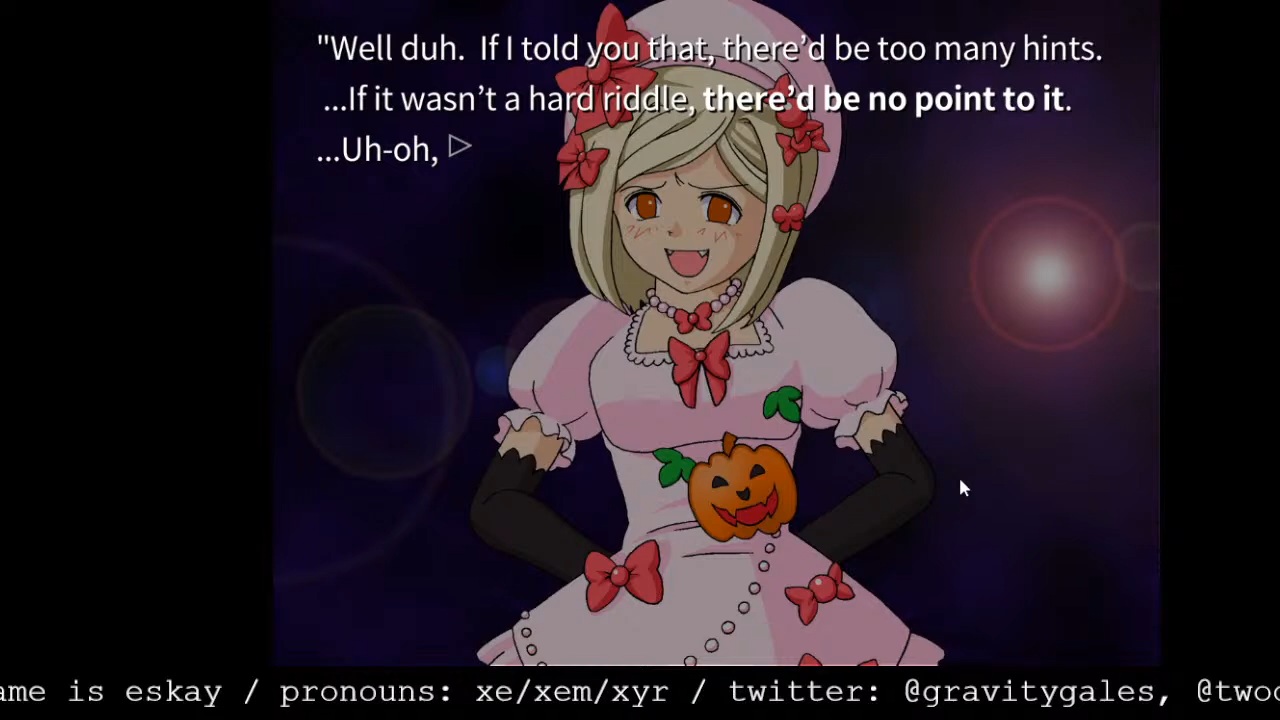 "Well duh.  If I told you that, there’d be too many hints.
...If it wasn’t a hard riddle, there’d be no point to it.
...Uh-oh,
ame is eskay / pronouns: xe/xem/xyr / twitter: @gravitygales, @twoo